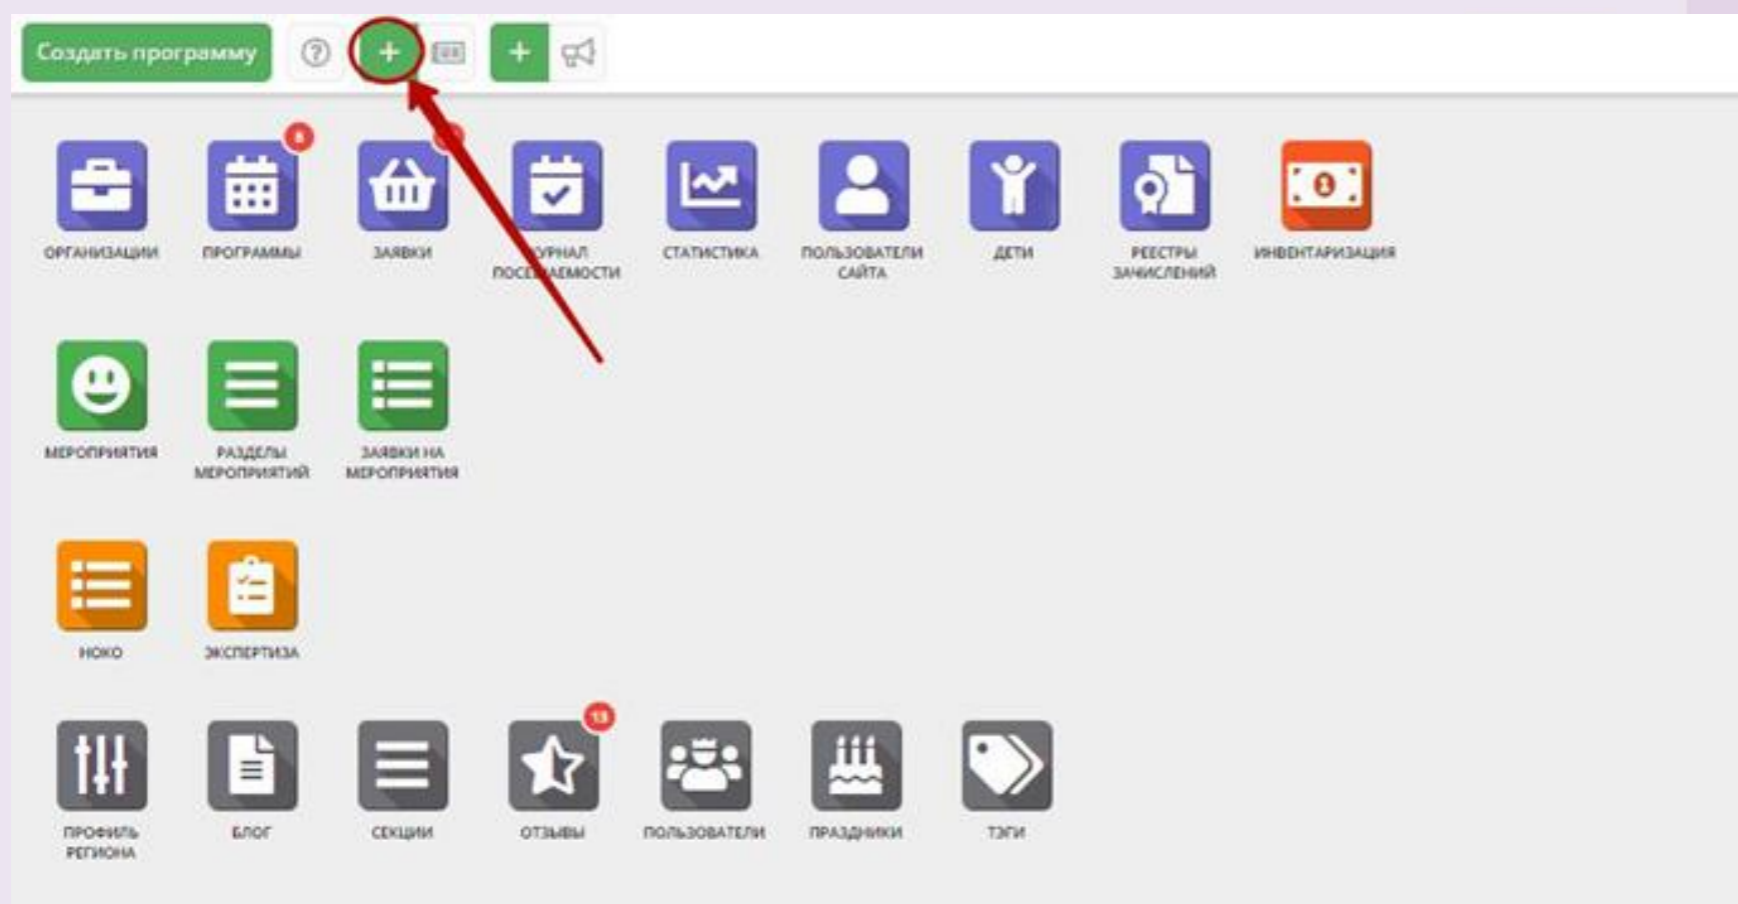 Создать программу
ОРГАНИЗАЦИИ
ПРОГРАММЫ
ЗАЯВКИ
ЖУРНАЛ
ПОСЕЩАЕМОСТИ
СТАТИСТИКА
ПОЛЬЗОВАТЕЛИ
САЙТА
ДЕТИ
РЕЕСТРЫ
ЗАЧИСЛЕНИЙ
ИНВЕНТАРИЗАЦИЯ
МЕРОПРИЯТИЯ
РАЗДЕЛЫ
МЕРОПРИЯТИЙ
ЗАЯВКИ НА
МЕРОПРИЯТИЯ
НОКО
ЭКСПЕРТИЗА
13
ПРОФИЛЬ
РЕГИОНА
БЛОГ
СЕКЦИИ
ОТЗЫВЫ
ПОЛЬЗОВАТЕЛИ
ПРАЗДНИКИ
ТЭГИ